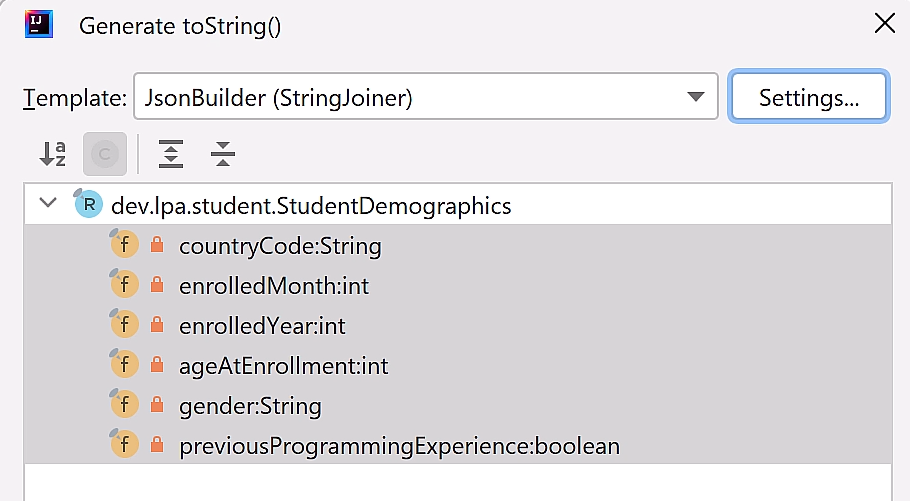 IJ
Generate toString()
Template: JsonBuilder (StringJoiner) Settings...
a
z
C
R dev.lpa.student.StudentDemographics
f countryCode:String
f enrolledMonth:int
f enrolledYear:int
f ageAtEnrollment:int
f gender:String
f previousProgrammingExperience:boolean